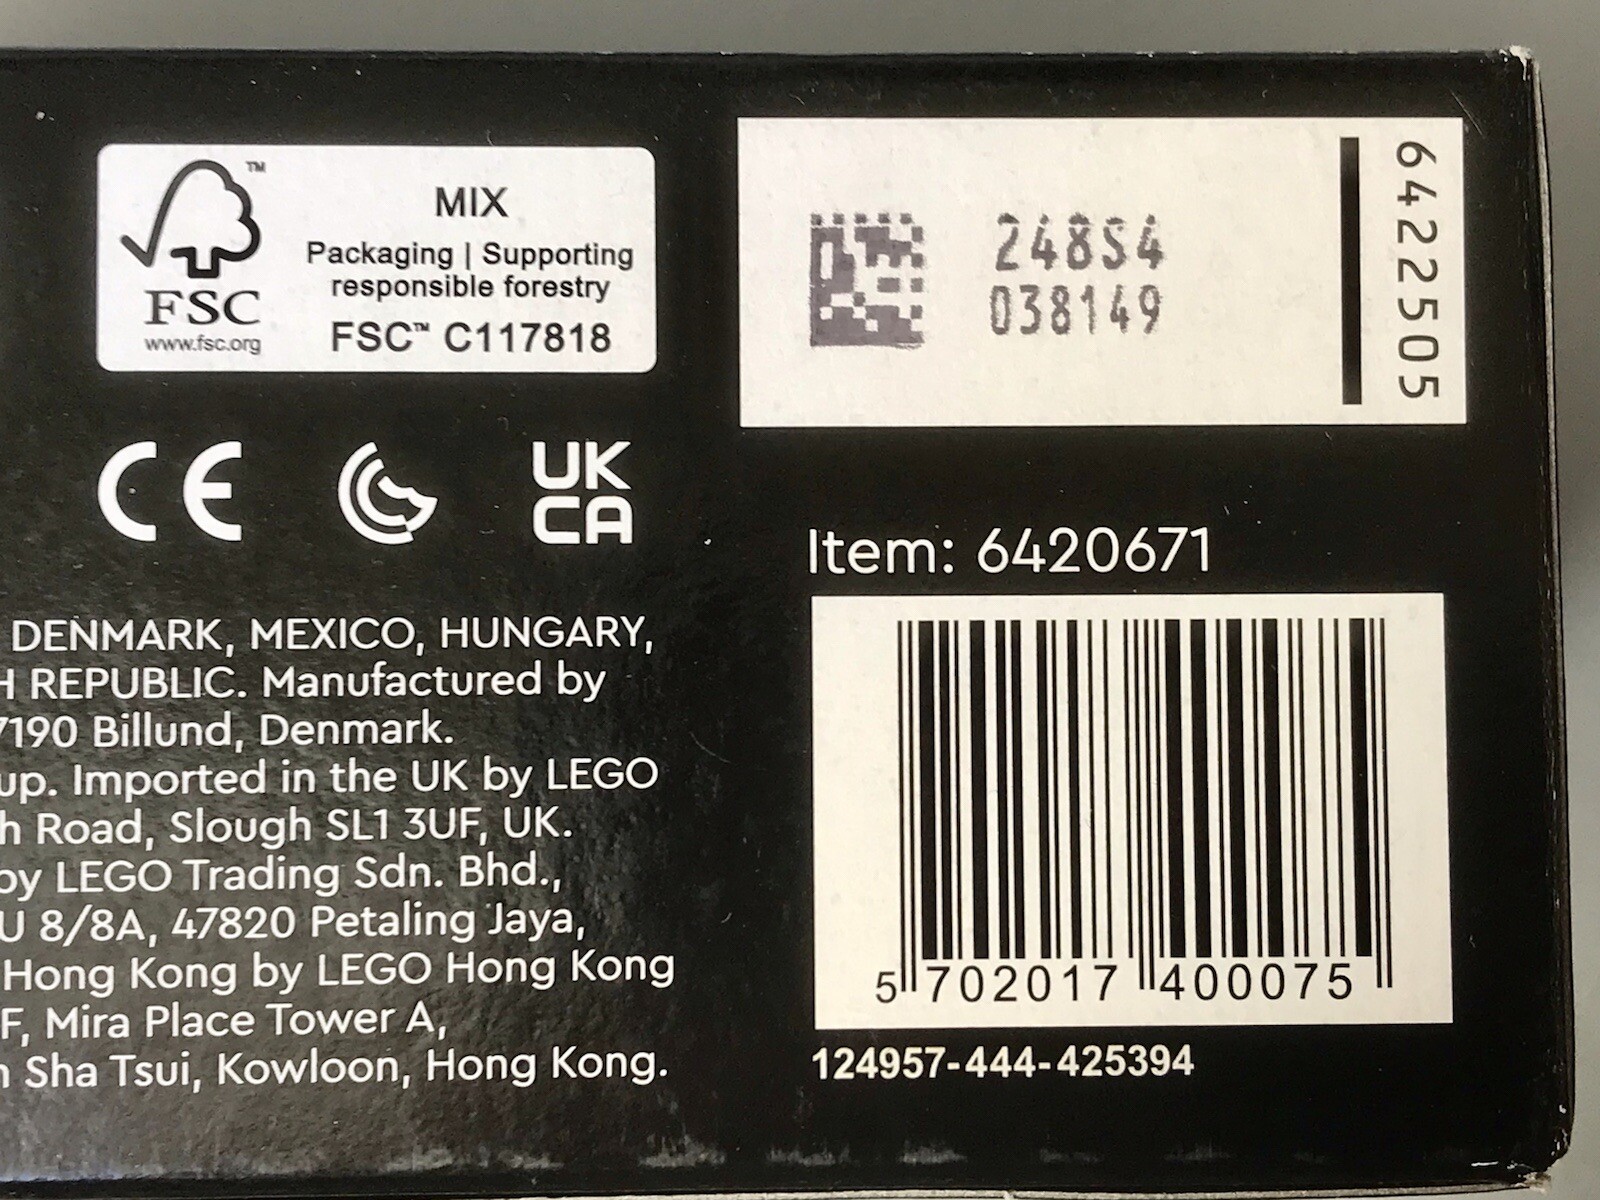 ™
MIX
Packaging | Supporting
responsible forestry
FSC
www.fsc.org
FSC™ C117818
248S4
038149
6422505
CE
UK
CA
Item: 6420671
DENMARK, MEXICO, HUNGARY,
REPUBLIC. Manufactured by
7190 Billund, Denmark.
up. Imported in the UK by LEGO
h Road, Slough SL1 3UF, UK.
by LEGO Trading Sdn. Bhd.,
U 8/8A, 47820 Petaling Jaya,
Hong Kong by LEGO Hong Kong
F, Mira Place Tower A,
Sha Tsui, Kowloon, Hong Kong.
5 702017 400075
124957-444-425394